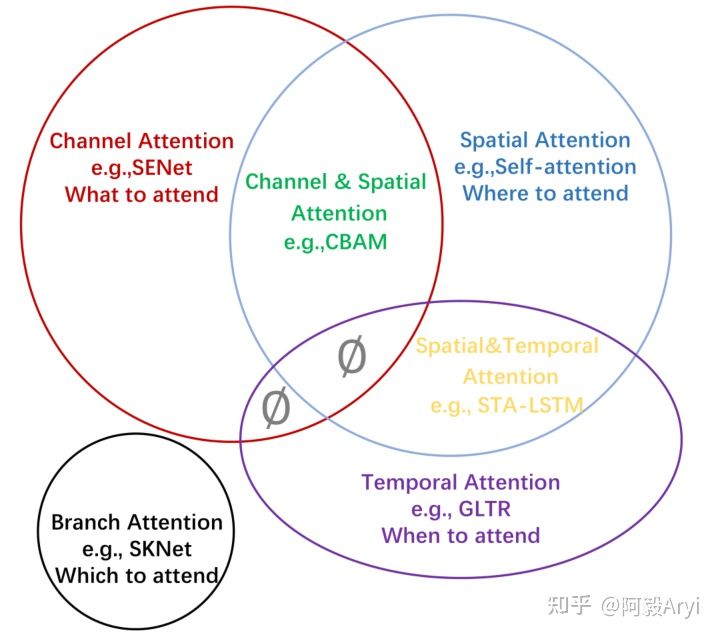 Channel Attention
e.g.,SENet
What to attend
Spatial Attention
e.g.,Self-attention
Where to attend
Channel & Spatial
Attention
e.g.,CBAM
∅
∅
Spatial&Temporal
Attention
e.g., STA-LSTM
Temporal Attention
e.g., GLTR
When to attend
Branch Attention
e.g., SKNet
Which to attend
知乎 @阿毅Aryi